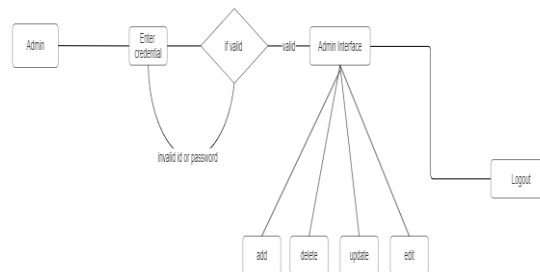 Admin
Enter
credential
if valid
valid
Admin Interface
invalid id or password
Logout
add
delete
update
edit